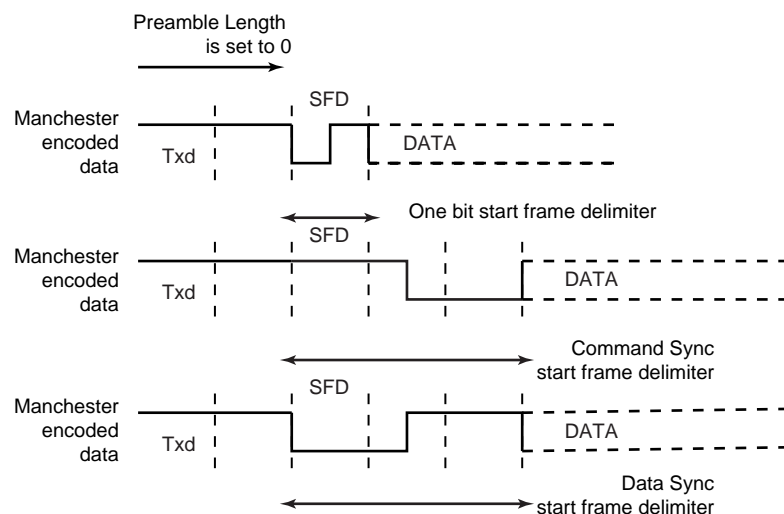 Preamble Length
is set to 0
SFD
Manchester
encoded
data
Txd
DATA
One bit start frame delimiter
SFD
Manchester
encoded
data
Txd
DATA
Command Sync
start frame delimiter
SFD
Manchester
encoded
data
Txd
DATA
Data Sync
start frame delimiter